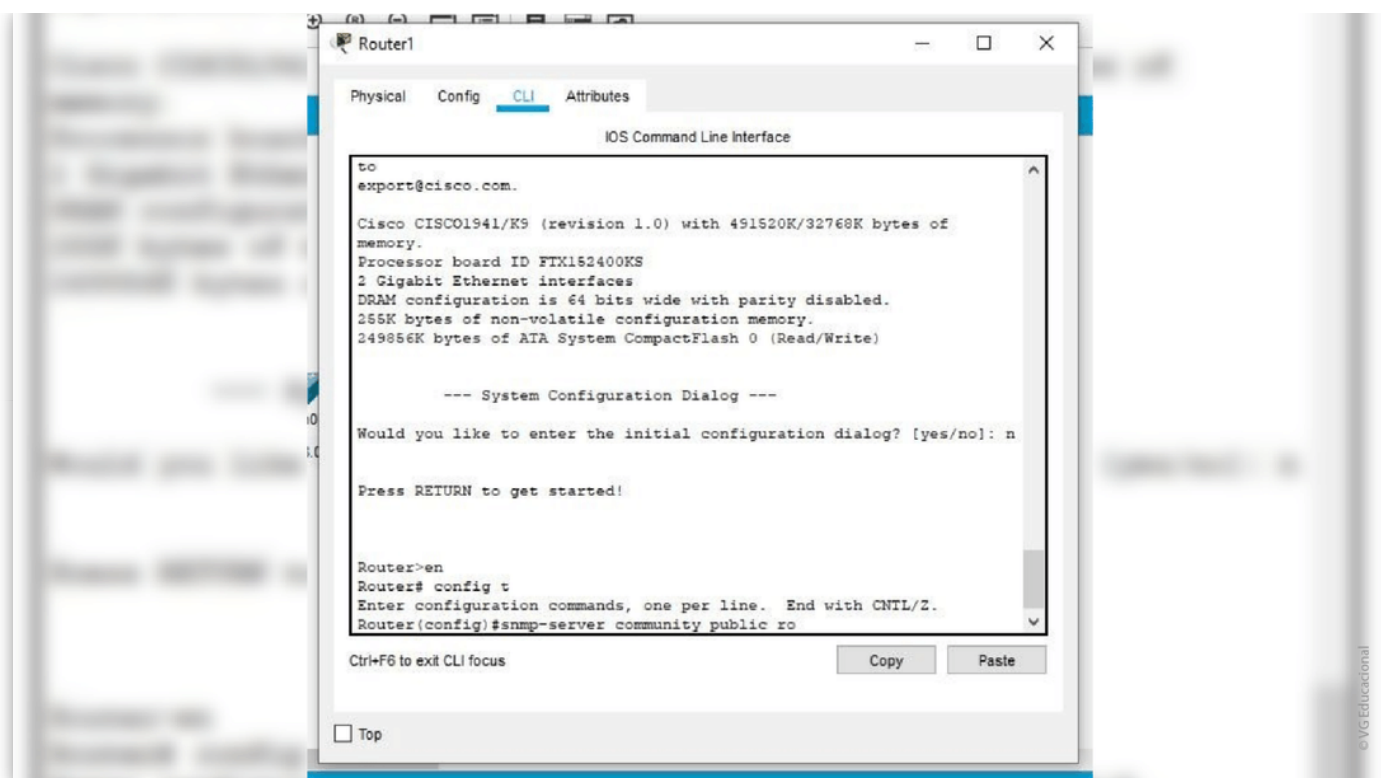 Router1
Physical Config CLI Attributes
IOS Command Line Interface
to
export@cisco.com.
Cisco CISCO1941/K9 (revision 1.0) with 491520K/32768K bytes of
memory.
Processor board ID FTX152400KS
2 Gigabit Ethernet interfaces
DRAM configuration is 64 bits wide with parity disabled.
255K bytes of non-volatile configuration memory.
249856K bytes of ATA System CompactFlash 0 (Read/Write)
--- System Configuration Dialog ---
Would you like to enter the initial configuration dialog? [yes/no]: n
Press RETURN to get started!
Router>en
Router# config t
Enter configuration commands, one per line. End with CNTL/Z.
Router(config)#snmp-server community public ro
Ctrl+F6 to exit CLI focus
Copy Paste
Top
© VG Educacional